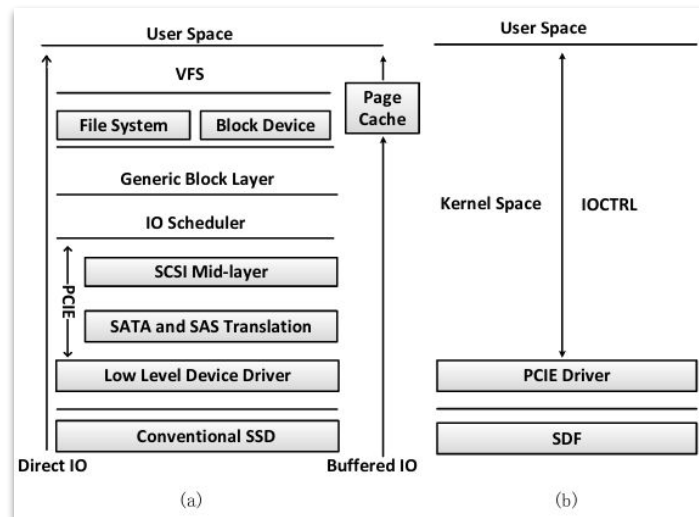 User Space
VFS
File System
Block Device
Page
Cache
Generic Block Layer
IO Scheduler
PCIE
SCSI Mid-layer
SATA and SAS Translation
Low Level Device Driver
Conventional SSD
Direct IO
Buffered IO
(a)
User Space
Kernel Space
IOCTRL
PCIE Driver
SDF
(b)